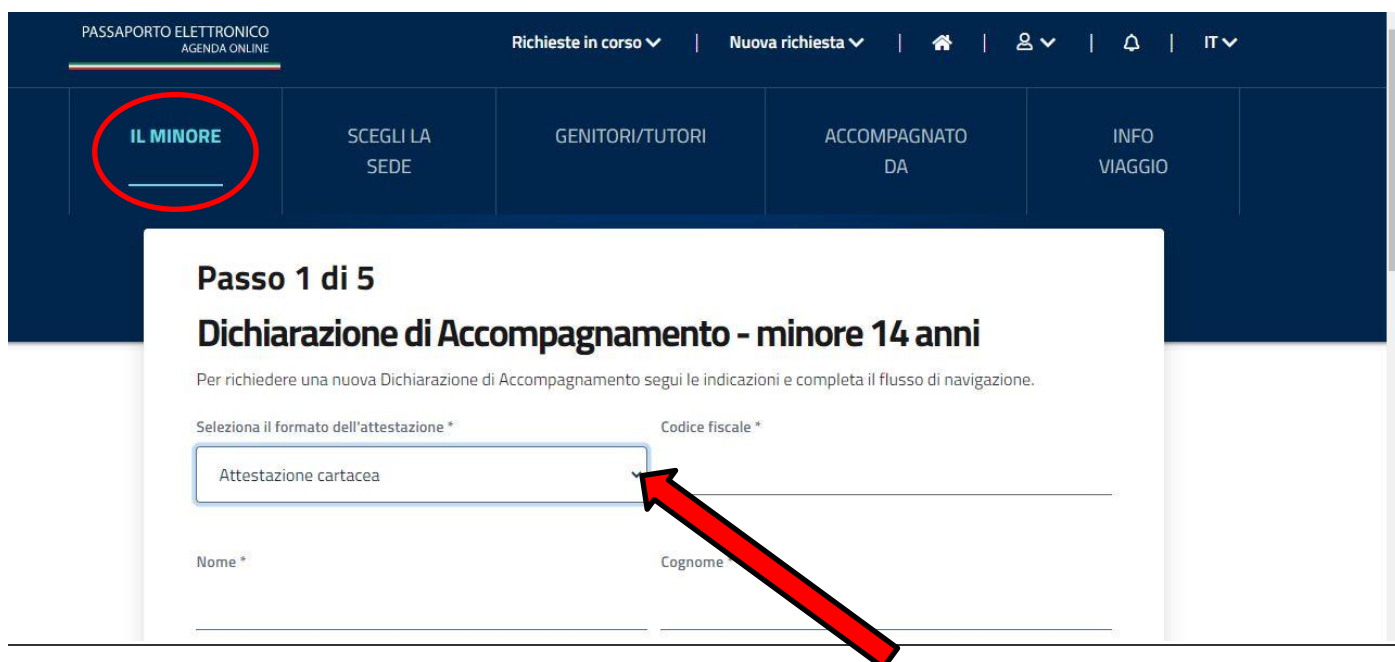 PASSAPORTO ELETTRONICO
AGENDA ONLINE
Richieste in corso | Nuova richiesta | | | | IT
IL MINORE
SCEGLI LA
SEDE
GENITORI/TUTORI
ACCOMPAGNATO
DA
INFO
VIAGGIO
Passo 1 di 5
Dichiarazione di Accompagnamento - minore 14 anni
Per richiedere una nuova Dichiarazione di Accompagnamento segui le indicazioni e completa il flusso di navigazione.
Seleziona il formato dell'attestazione * Codice fiscale *
Attestazione cartacea
Nome * Cognome *